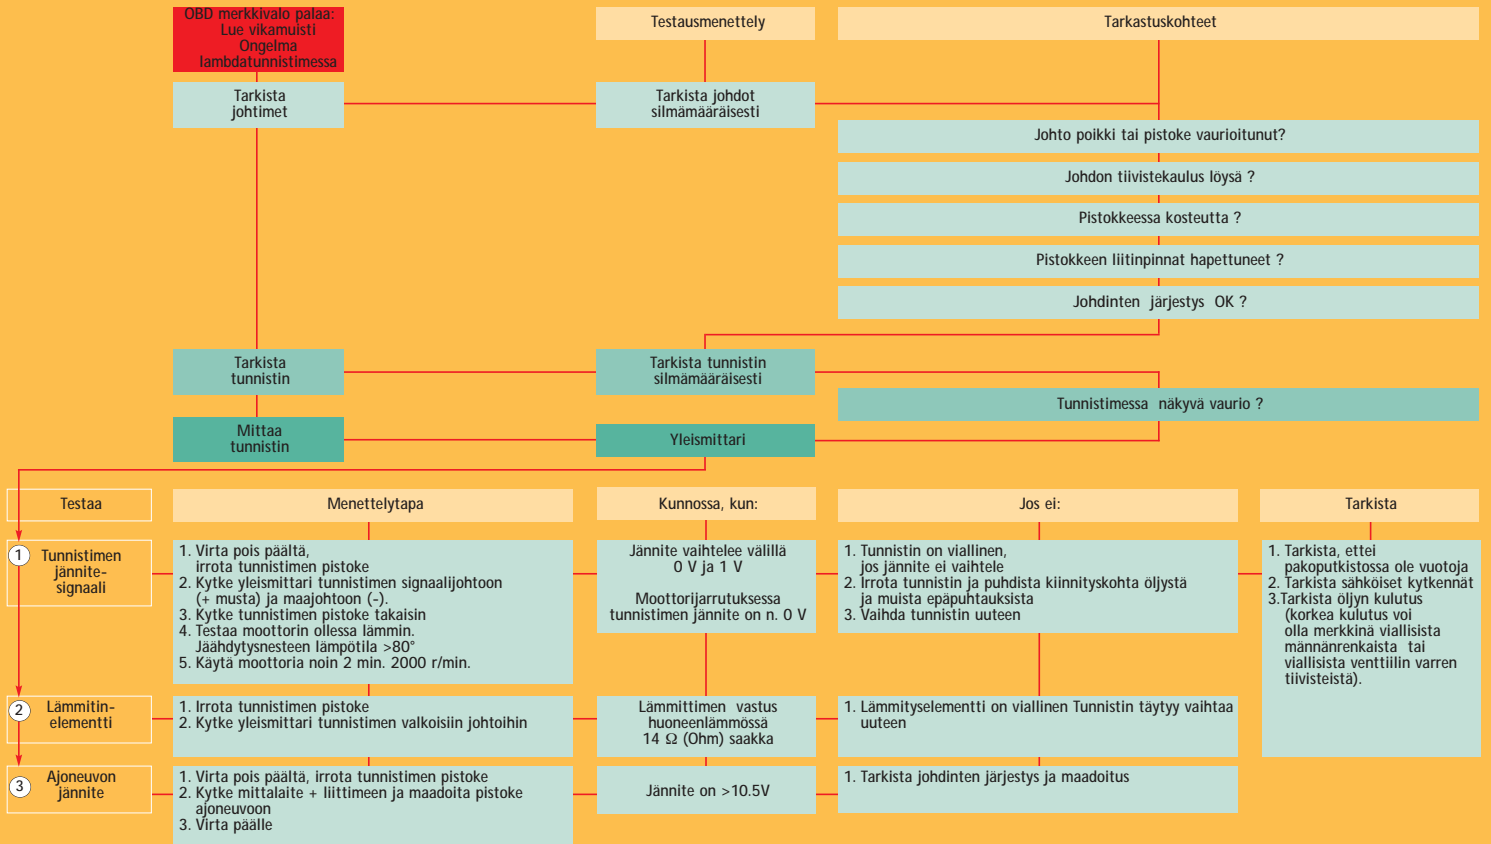 OBD merkkivalo palaa:
Lue vikamuisti
Ongelma
lambdatunnistimessa
Testausmenettely
Tarkastuskohteet
Tarkista
johtimet
Tarkista johdot
silmämääräisesti
Johto poikki tai pistoke vaurioitunut?
Johdon tiivistekaulus löysä ?
Pistokkeessa kosteutta ?
Pistokkeen liitinpinnat hapettuneet ?
Johdinten järjestys OK ?
Tarkista
tunnistin
Tarkista tunnistin
silmämääräisesti
Tunnistimessa näkyvä vaurio ?
Mittaa
tunnistin
Yleismittari
Testaa
Menettelytapa
Kunnossa, kun:
Jos ei:
Tarkista
1
Tunnistimen
jännite-
signaali
1. Virta pois päältä,
irrota tunnistimen pistoke
2. Kytke yleismittari tunnistimen signaalijohtoon
(+ musta) ja maajohtoon (-).
3. Kytke tunnistimen pistoke takaisin
4. Testaa moottorin ollessa lämmin.
Jäähdytysnesteen lämpötila >80°
5. Käytä moottoria noin 2 min. 2000 r/min.
Jännite vaihtelee välillä
0 V ja 1 V
Moottorijarrutuksessa
tunnistimen jännite on n. 0 V
1. Tunnistin on viallinen,
jos jännite ei vaihtele
2. Irrota tunnistin ja puhdista kiinnityskohta öljystä
ja muista epäpuhtauksista
3. Vaihda tunnistin uuteen
1. Tarkista, ettei
pakoputkistossa ole vuotoja
2. Tarkista sähköiset kytkennät
3.Tarkista öljyn kulutus
(korkea kulutus voi
olla merkkinä viallisista
männänrenkaista tai
viallisista venttiilin varren
tiivisteistä).
2
Lämmitin-
elementti
1. Irrota tunnistimen pistoke
2. Kytke yleismittari tunnistimen valkoisiin johtoihin
Lämmittimen vastus
huoneenlämmössä
14 Ω (Ohm) saakka
1. Lämmityselementti on viallinen Tunnistin täytyy vaihtaa
uuteen
3
Ajoneuvon
jännite
1. Virta pois päältä, irrota tunnistimen pistoke
2. Kytke mittalaite + liittimeen ja maadoita pistoke
ajoneuvoon
3. Virta päälle
Jännite on >10.5V
1. Tarkista johdinten järjestys ja maadoitus